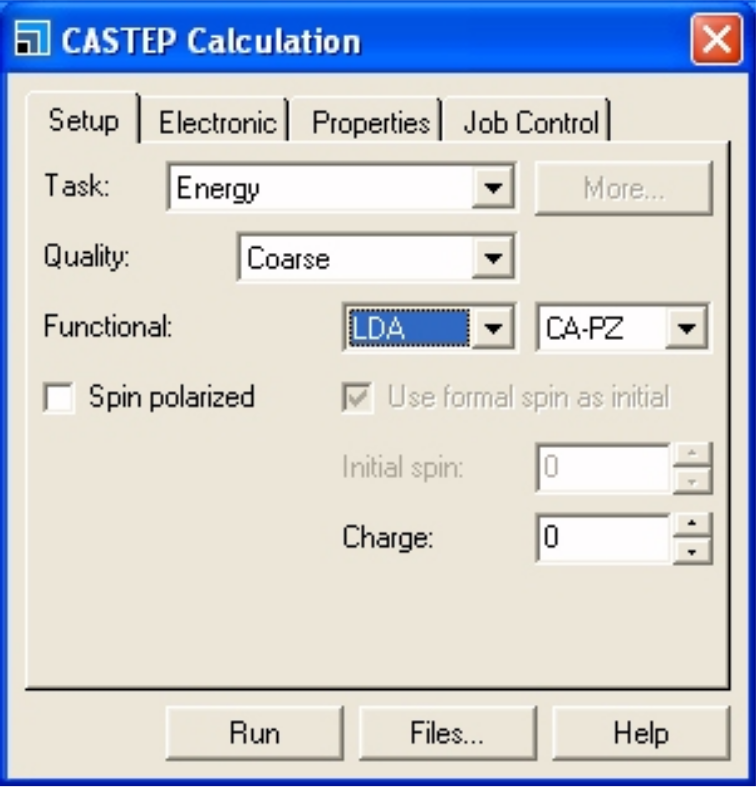 CASTEP Calculation
Setup Electronic Properties Job Control
Task: Energy More...
Quality: Coarse
Functional: LDA CA-PZ
Spin polarized Use formal spin as initial
Initial spin: 0
Charge: 0
Run Files... Help